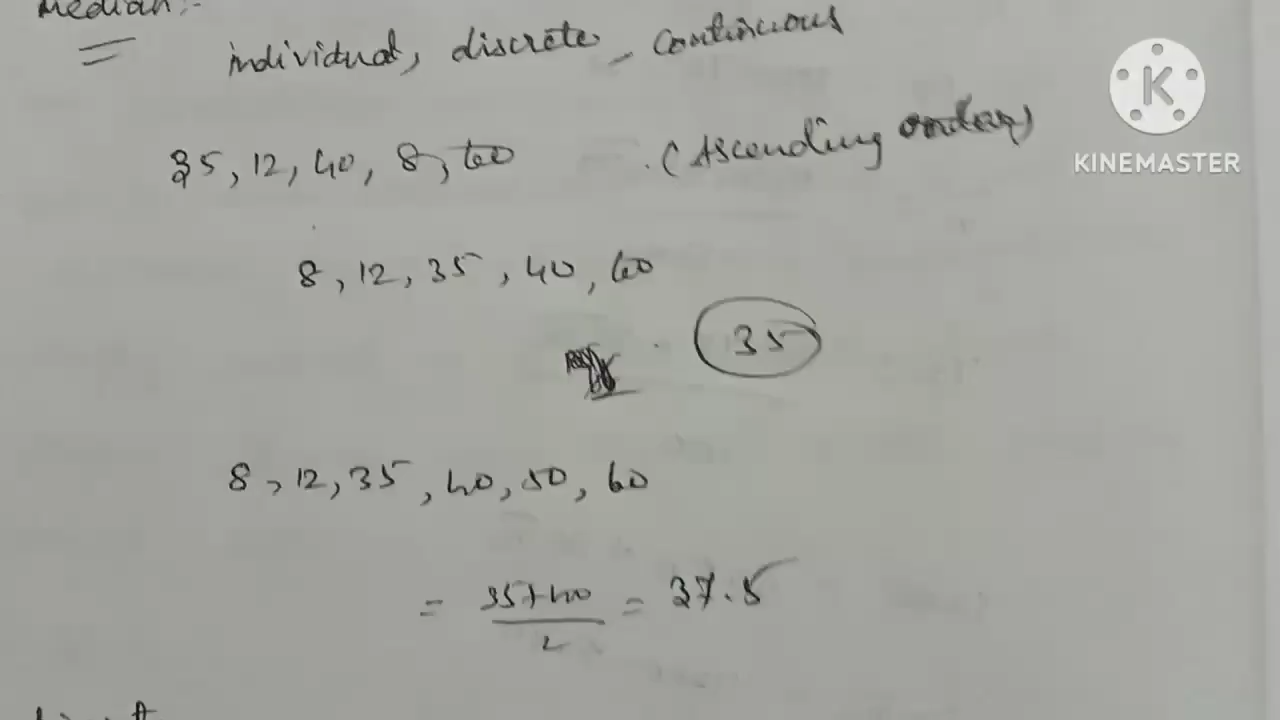 Median:-
individual, discrete, continuous
35, 12, 40, 8, 60 (Ascending order)
8, 12, 35, 40, 60
35
8, 12, 35, 40, 50, 60
= 35+40/2 = 37.5
K
KINEMASTER